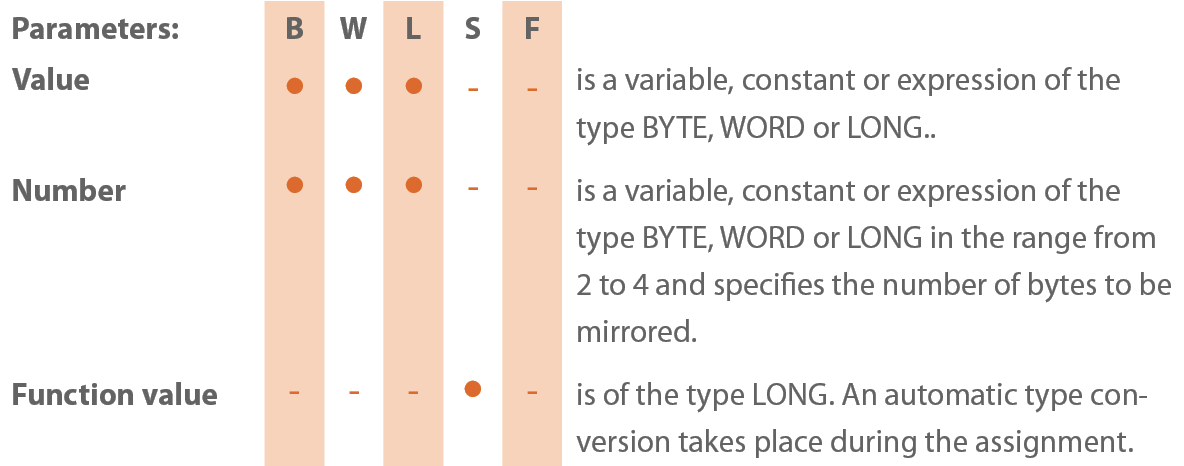 Parameters: B W L S F
Value ● ● ● - - is a variable, constant or expression of the
type BYTE, WORD or LONG..
Number ● ● ● - - is a variable, constant or expression of the
type BYTE, WORD or LONG in the range from
2 to 4 and specifies the number of bytes to be
mirrored.
Function value - - - ● - is of the type LONG. An automatic type con-
version takes place during the assignment.